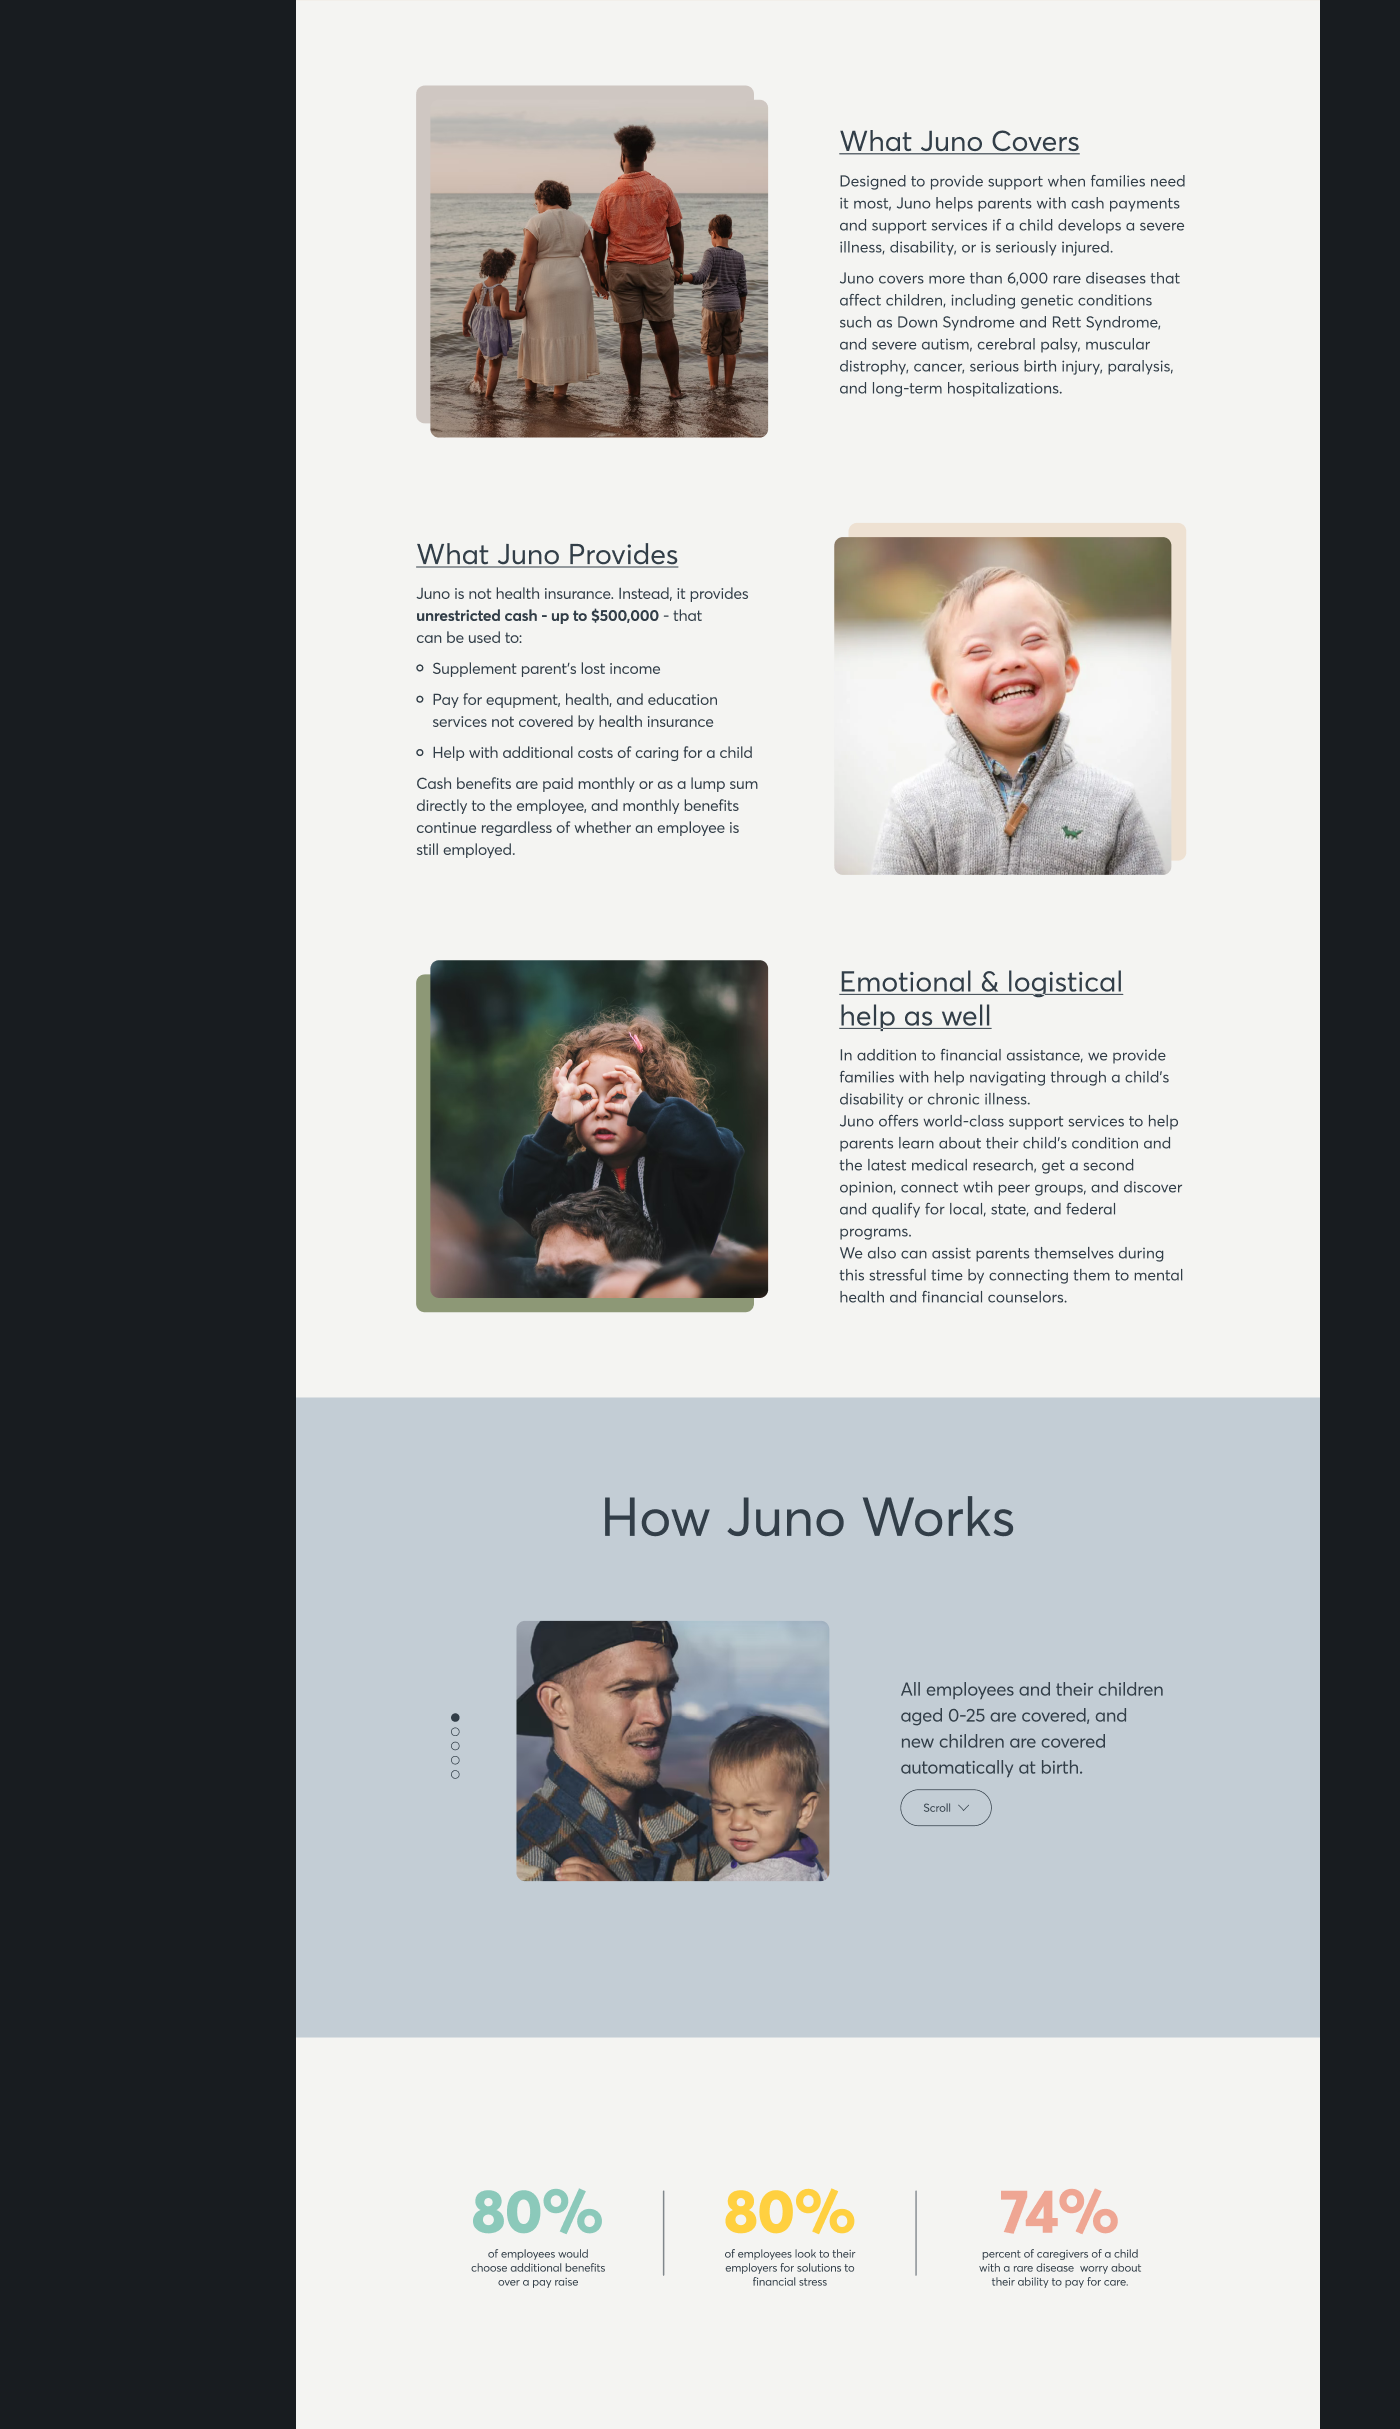 What Juno Covers
Designed to provide support when families need
it most, Juno helps parents with cash payments
and support services if a child develops a severe
illness, disability, or is seriously injured.
Juno covers more than 6,000 rare diseases that
affect children, including genetic conditions
such as Down Syndrome and Rett Syndrome,
and severe autism, cerebral palsy, muscular
distrophy, cancer, serious birth injury, paralysis,
and long-term hospitalizations.
What Juno Provides
Juno is not health insurance. Instead, it provides
unrestricted cash - up to $500,000 - that
can be used to:
Supplement parent's lost income
Pay for equpment, health, and education
services not covered by health insurance
Help with additional costs of caring for a child
Cash benefits are paid monthly or as a lump sum
directly to the employee, and monthly benefits
continue regardless of whether an employee is
still employed.
Emotional & logistical
help as well
In addition to financial assistance, we provide
families with help navigating through a child's
disability or chronic illness.
Juno offers world-class support services to help
parents learn about their child's condition and
the latest medical research, get a second
opinion, connect wtih peer groups, and discover
and qualify for local, state, and federal
programs.
We also can assist parents themselves during
this stressful time by connecting them to mental
health and financial counselors.
How Juno Works
All employees and their children
aged 0-25 are covered, and
new children are covered
automatically at birth.
Scroll
80%
of employees would
choose additional benefits
over a pay raise
80%
of employees look to their
employers for solutions to
financial stress
74%
percent of caregivers of a child
with a rare disease  worry about
their ability to pay for care.